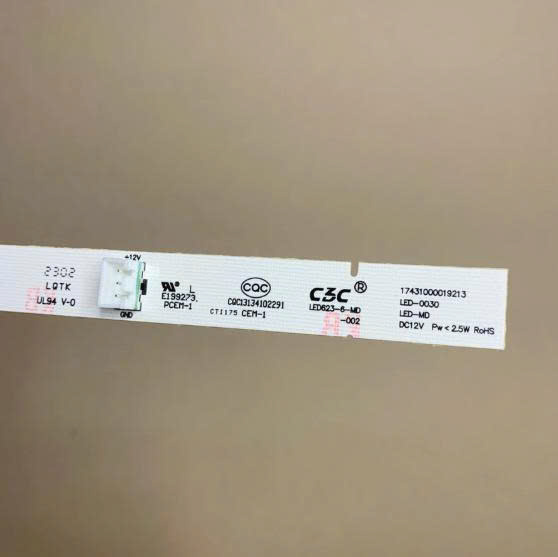 2302
LQTK
UL94 V-0
+12V
GND
L
E199273.
PCEM-1
CQC
CQC13134102291
CTI175 CEM-1
C3C®
LED623-6-MD
-002
17431000019213
LED-0030
LED-MD
DC12V Pw<2.5W RoHS